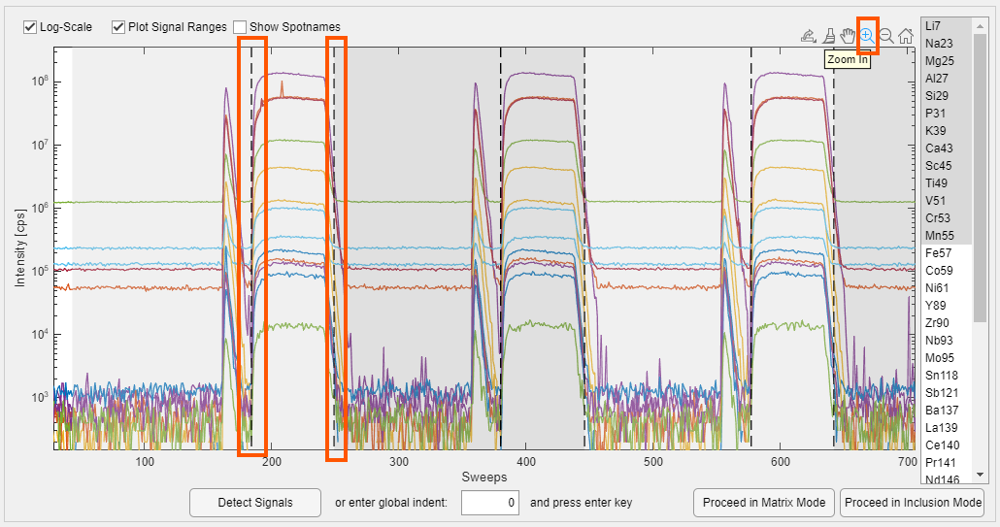 Log-Scale Plot Signal Ranges Show Spotnames
Zoom In
Intensity [cps]
10^8
10^7
10^6
10^5
10^4
10^3
100 200 300 400 500 600 700
Sweeps
Li7
Na23
Mg25
Al27
Si29
P31
K39
Ca43
Sc45
Ti49
V51
Cr53
Mn55
Fe57
Co59
Ni61
Y89
Zr90
Nb93
Mo95
Sn118
Sb121
Ba137
La139
Ce140
Pr141
Nd146
Detect Signals or enter global indent: 0 and press enter key Proceed in Matrix Mode Proceed in Inclusion Mode